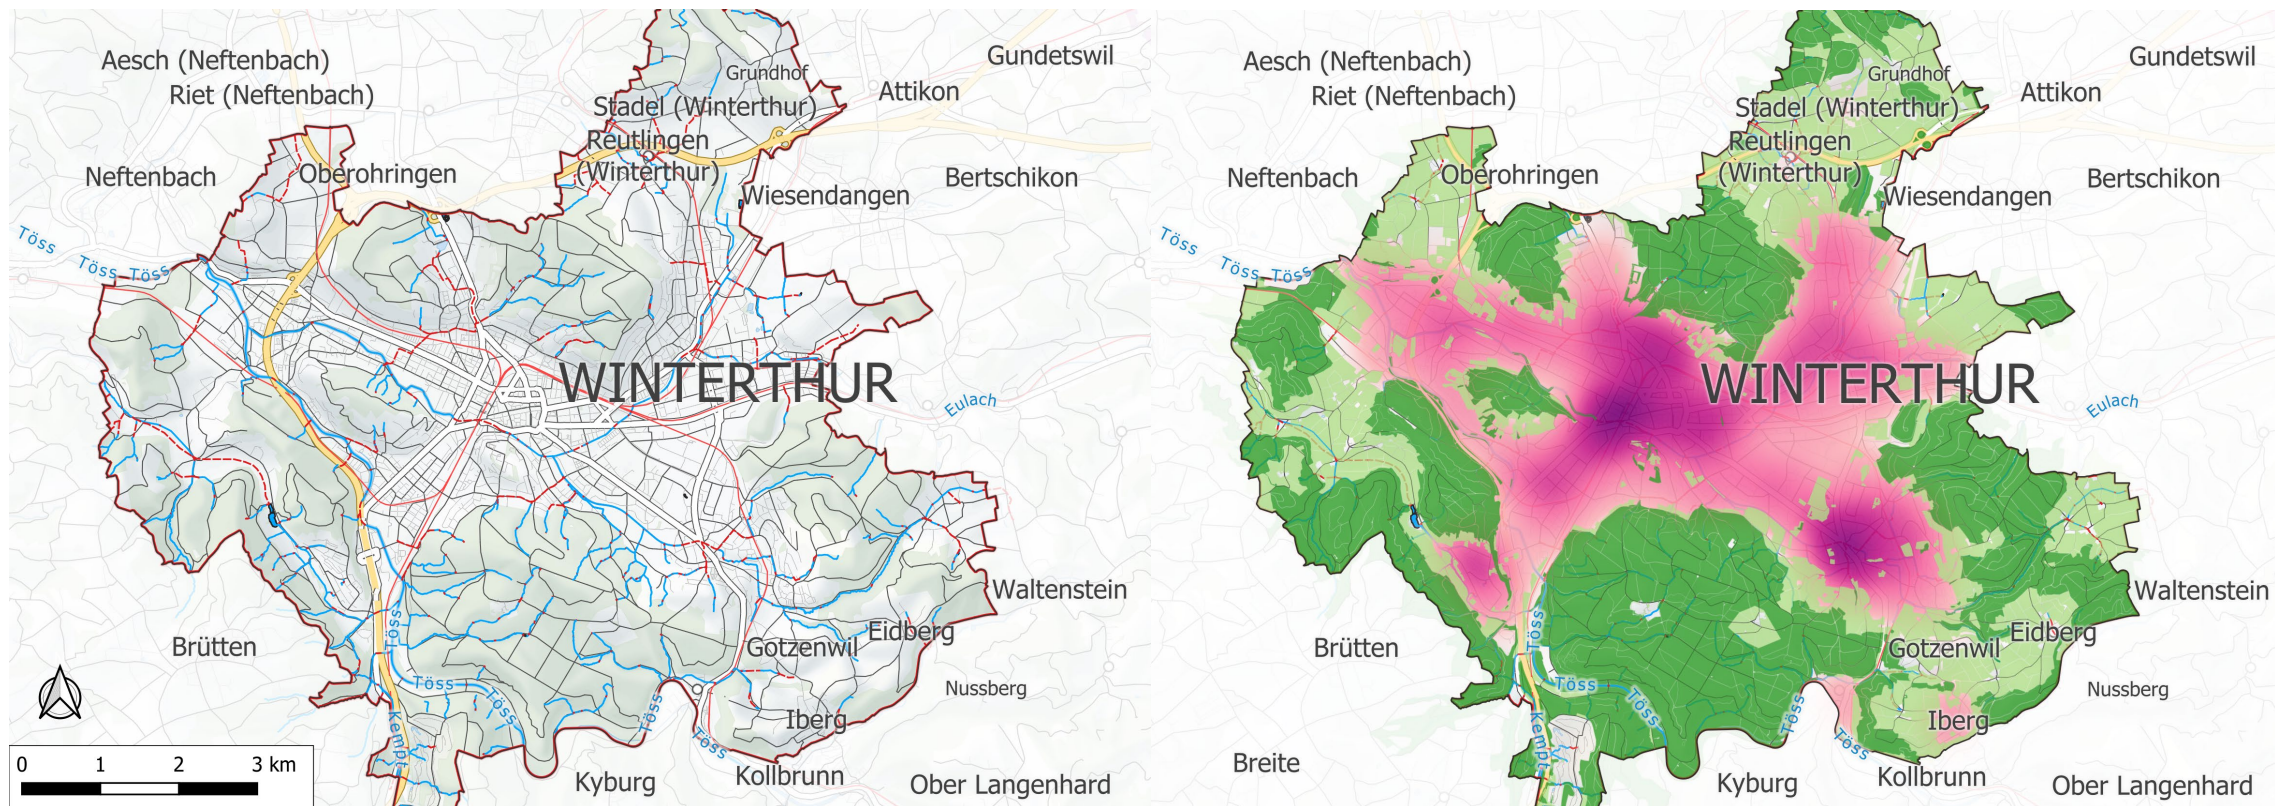 Aesch (Neftenbach)
Riet (Neftenbach)
Gundetswil
Grundhof
Attikon
Stadel (Winterthur)
Reutlingen
(Winterthur)
Neftenbach
Oberohringen
Bertschikon
Wiesendangen
Töss
Töss Töss
WINTERTHUR
Eulach
Waltenstein
Töss
Brütten
Eidberg
Gotzenwil
Töss
Töss
Töss
Nussberg
Iberg
Kempt
Töss
0 1 2 3 km
Kyburg
Kollbrunn
Ober Langenhard
Aesch (Neftenbach)
Riet (Neftenbach)
Gundetswil
Grundhof
Attikon
Stadel (Winterthur)
Reutlingen
(Winterthur)
Neftenbach
Oberohringen
Bertschikon
Wiesendangen
Töss
Töss Töss
WINTERTHUR
Eulach
Waltenstein
Töss
Brütten
Eidberg
Gotzenwil
Töss
Töss
Töss
Nussberg
Iberg
Kempt
Töss
Breite
Kyburg
Kollbrunn
Ober Langenhard